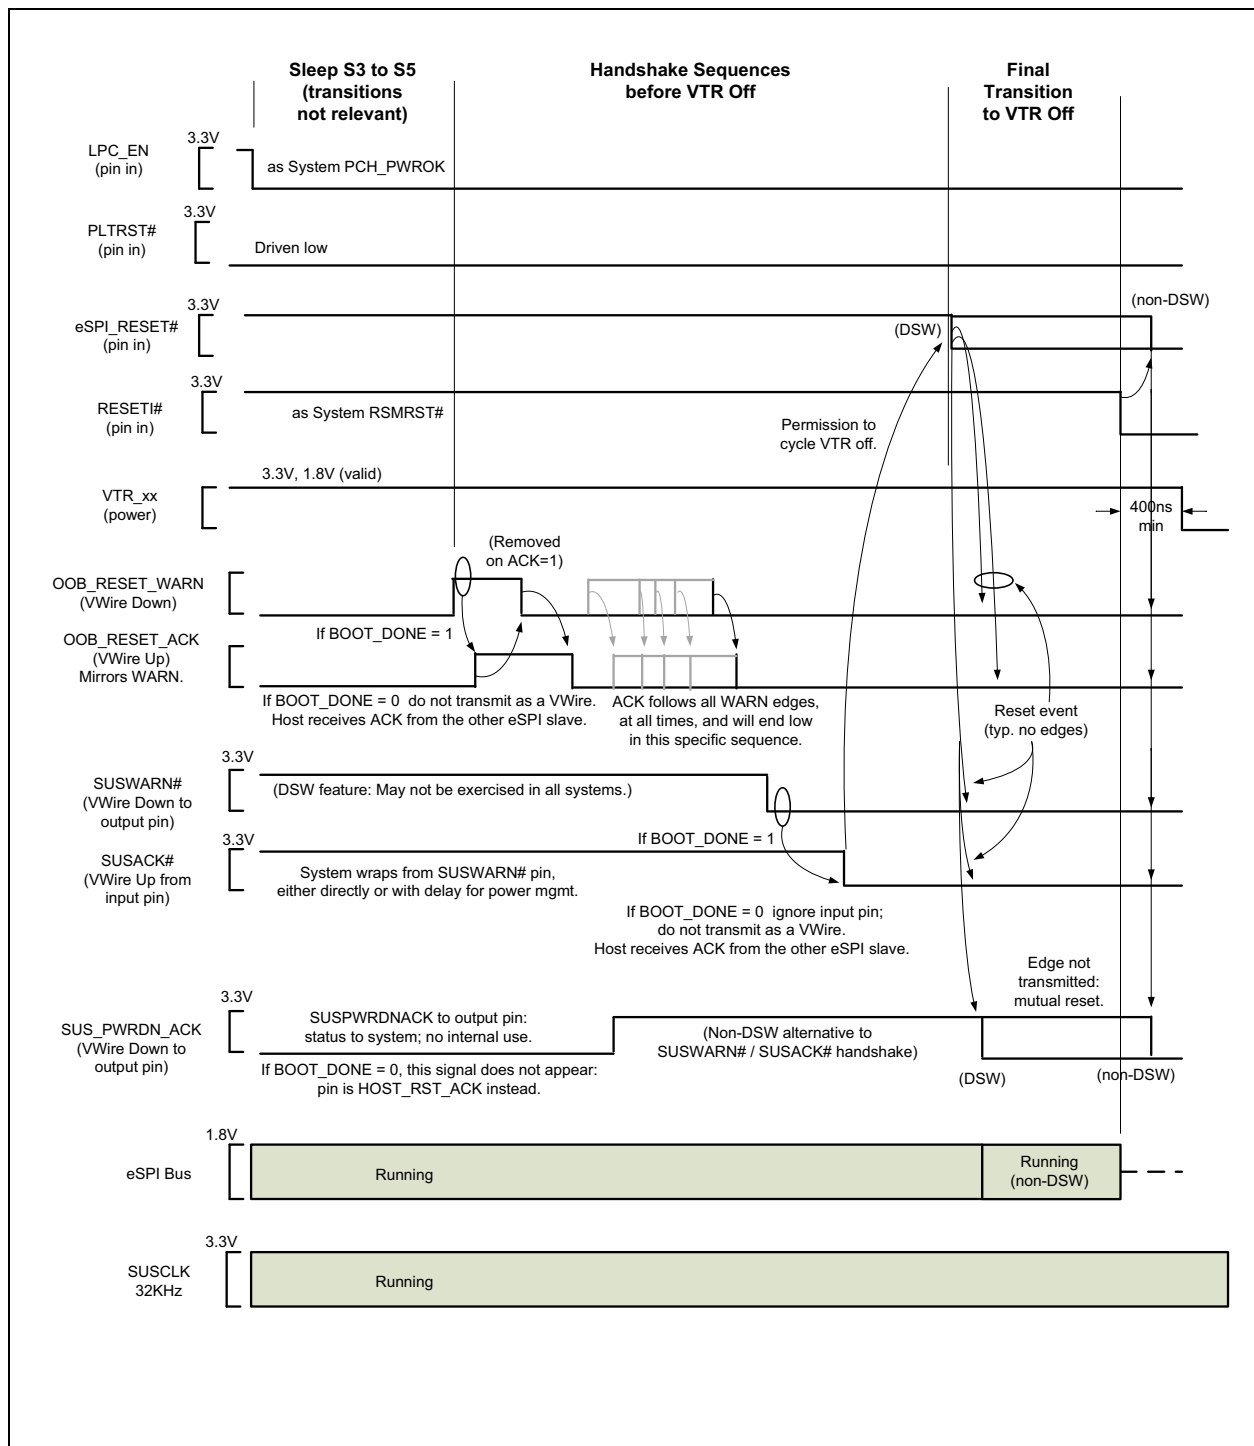 Sleep S3 to S5
(transitions
not relevant)
Handshake Sequences
before VTR Off
Final
Transition
to VTR Off
3.3V
LPC_EN
(pin in)
as System PCH_PWROK
3.3V
PLTRST#
(pin in)
Driven low
3.3V
eSPI_RESET#
(pin in)
(DSW)
(non-DSW)
3.3V
RESETI#
(pin in)
as System RSMRST#
Permission to
cycle VTR off.
3.3V, 1.8V (valid)
VTR_xx
(power)
400ns
min
(Removed
on ACK=1)
OOB_RESET_WARN
(VWire Down)
If BOOT_DONE = 1
OOB_RESET_ACK
(VWire Up)
Mirrors WARN.
If BOOT_DONE = 0 do not transmit as a VWire.
Host receives ACK from the other eSPI slave.
ACK follows all WARN edges,
at all times, and will end low
in this specific sequence.
Reset event
(typ. no edges)
3.3V
SUSWARN#
(VWire Down to
output pin)
(DSW feature: May not be exercised in all systems.)
3.3V
If BOOT_DONE = 1
SUSACK#
(VWire Up from
input pin)
System wraps from SUSWARN# pin,
either directly or with delay for power mgmt.
If BOOT_DONE = 0 ignore input pin;
do not transmit as a VWire.
Host receives ACK from the other eSPI slave.
Edge not
transmitted:
mutual reset.
3.3V
SUS_PWRDN_ACK
(VWire Down to
output pin)
SUSPWRDNACK to output pin:
status to system; no internal use.
(Non-DSW alternative to
SUSWARN# / SUSACK# handshake)
If BOOT_DONE = 0, this signal does not appear:
pin is HOST_RST_ACK instead.
(DSW)
(non-DSW)
1.8V
eSPI Bus
Running
Running
(non-DSW)
3.3V
SUSCLK
32KHz
Running